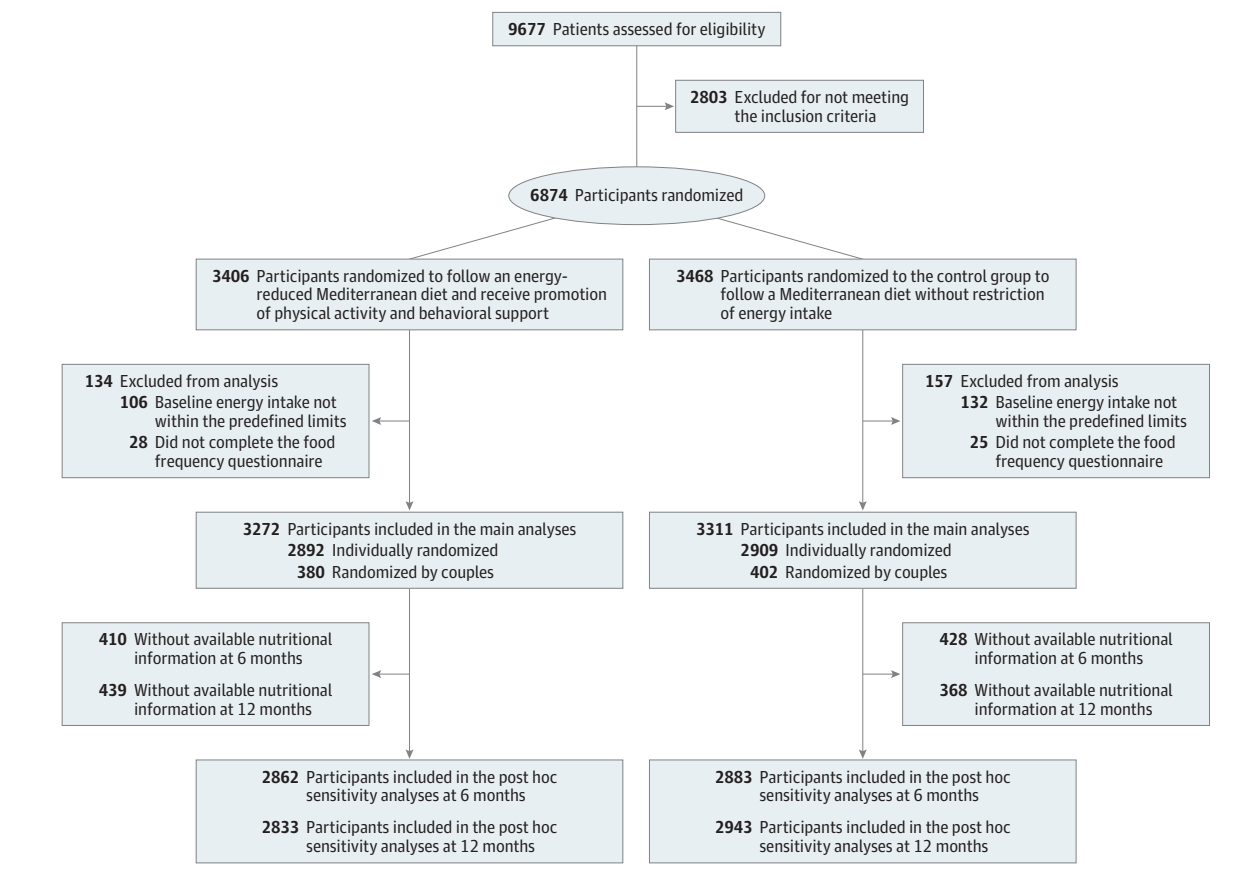 9677 Patients assessed for eligibility
2803 Excluded for not meeting
the inclusion criteria
6874 Participants randomized
3406 Participants randomized to follow an energy-
reduced Mediterranean diet and receive promotion
of physical activity and behavioral support
3468 Participants randomized to the control group to
follow a Mediterranean diet without restriction
of energy intake
134 Excluded from analysis
106 Baseline energy intake not
within the predefined limits
28 Did not complete the food
frequency questionnaire
157 Excluded from analysis
132 Baseline energy intake not
within the predefined limits
25 Did not complete the food
frequency questionnaire
3272 Participants included in the main analyses
2892 Individually randomized
380 Randomized by couples
3311 Participants included in the main analyses
2909 Individually randomized
402 Randomized by couples
410 Without available nutritional
information at 6 months
439 Without available nutritional
information at 12 months
428 Without available nutritional
information at 6 months
368 Without available nutritional
information at 12 months
2862 Participants included in the post hoc
sensitivity analyses at 6 months
2833 Participants included in the post hoc
sensitivity analyses at 12 months
2883 Participants included in the post hoc
sensitivity analyses at 6 months
2943 Participants included in the post hoc
sensitivity analyses at 12 months